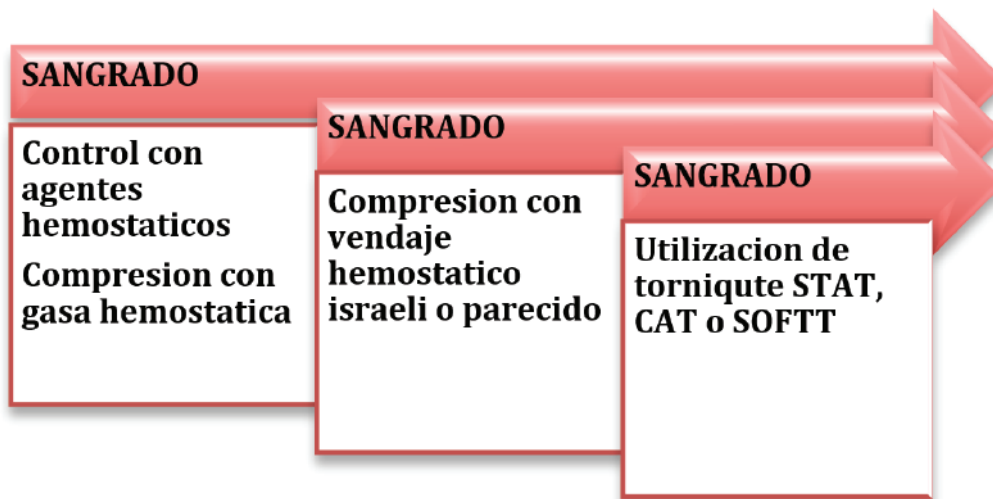 SANGRADO
Control con
agentes
hemostaticos
Compresion con
gasa hemostatica
SANGRADO
Compresion con
vendaje
hemostatico
israeli o parecido
SANGRADO
Utilizacion de
torniqute STAT,
CAT o SOFTT